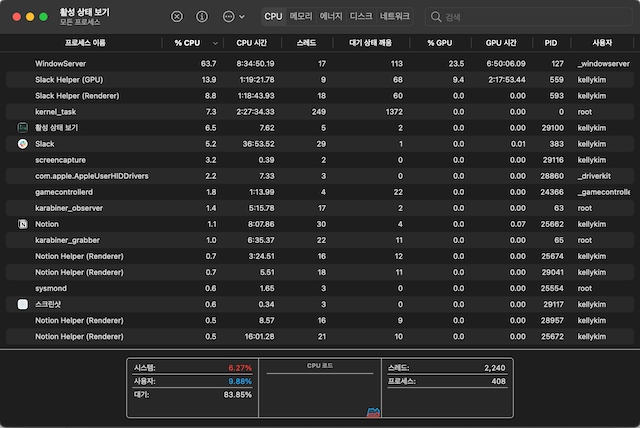 활성 상태 보기
모든 프로세스
CPU 메모리 에너지 디스크 네트워크 검색
프로세스 이름 % CPU CPU 시간 스레드 대기 상태 깨움 % GPU GPU 시간 PID 사용자
WindowServer 63.7 8:34:50.19 17 113 23.5 6:50:06.09 127 _windowserver
Slack Helper (GPU) 13.9 1:19:21.78 9 68 9.4 2:17:53.44 559 kellykim
Slack Helper (Renderer) 8.8 1:18:43.93 18 60 0.0 0.00 593 kellykim
kernel_task 7.3 2:27:34.33 249 1372 0.0 0.00 0 root
활성 상태 보기 6.5 7.62 5 2 0.0 0.00 29100 kellykim
Slack 5.2 36:53.52 29 1 0.0 0.01 383 kellykim
screencapture 3.2 0.39 2 0 0.0 0.00 29116 kellykim
com.apple.AppleUserHIDDrivers 2.2 7.33 3 0 0.0 0.00 28860 _driverkit
gamecontrollerd 1.8 1:13.99 4 22 0.0 0.00 24366 _gamecontrolle
karabiner_observer 1.4 5:15.78 17 2 0.0 0.00 63 root
Notion 1.1 8:07.86 30 4 0.0 0.07 25662 kellykim
karabiner_grabber 1.0 6:35.37 22 11 0.0 0.00 65 root
Notion Helper (Renderer) 0.7 3:24.51 16 12 0.0 0.00 25674 kellykim
Notion Helper (Renderer) 0.7 5.51 18 11 0.0 0.00 29041 kellykim
sysmond 0.6 1.65 3 0 0.0 0.00 25554 root
스크린샷 0.6 0.34 3 0 0.0 0.00 29117 kellykim
Notion Helper (Renderer) 0.5 8.57 16 9 0.0 0.00 28957 kellykim
Notion Helper (Renderer) 0.5 16:01.28 21 10 0.0 0.00 25672 kellykim
시스템: 6.27% CPU 로드 스레드: 2,240
사용자: 9.88% 프로세스: 408
대기: 83.85%